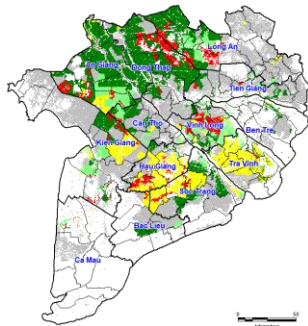 Long An
An Giang
Dong Thap
Tien Giang
Vinh Long
Ben Tre
Can Tho
Kien Giang
Hau Giang
Tra Vinh
Soc Trang
Bac Lieu
Ca Mau